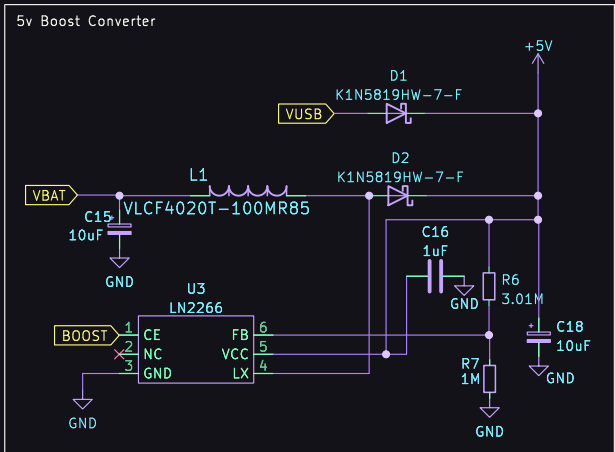 5v Boost Converter
+5V
D1
K1N5819HW-7-F
VUSB
D2
K1N5819HW-7-F
L1
VBAT
VLCF4020T-100MR85
C15
+
10uF
GND
C16
1uF
GND
R6
3.01M
U3
LN2266
BOOST
1 CE FB 6
2 NC VCC 5
3 GND LX 4
+
C18
10uF
GND
R7
1M
GND
GND